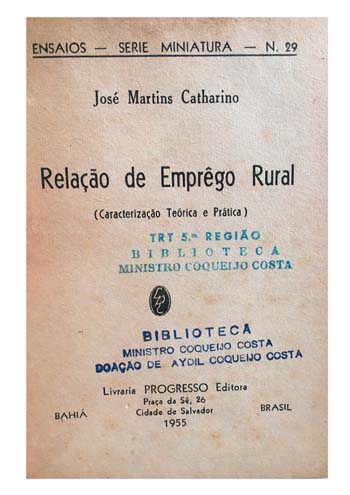 ENSAIOS — SERIE MINIATURA — N. 29
José Martins Catharino
Relação de Emprêgo Rural
(Caracterização Teórica e Prática)
TRT 5.ª REGIÃO
BIBLIOTECA
MINISTRO COQUEIJO COSTA
BIBLIOTECA
MINISTRO COQUEIJO COSTA
DOAÇÃO DE AYDIL COQUEIJO COSTA
Livraria PROGRESSO Editora
Praça da Sé, 26
BAHIA Cidade de Salvador BRASIL
1955